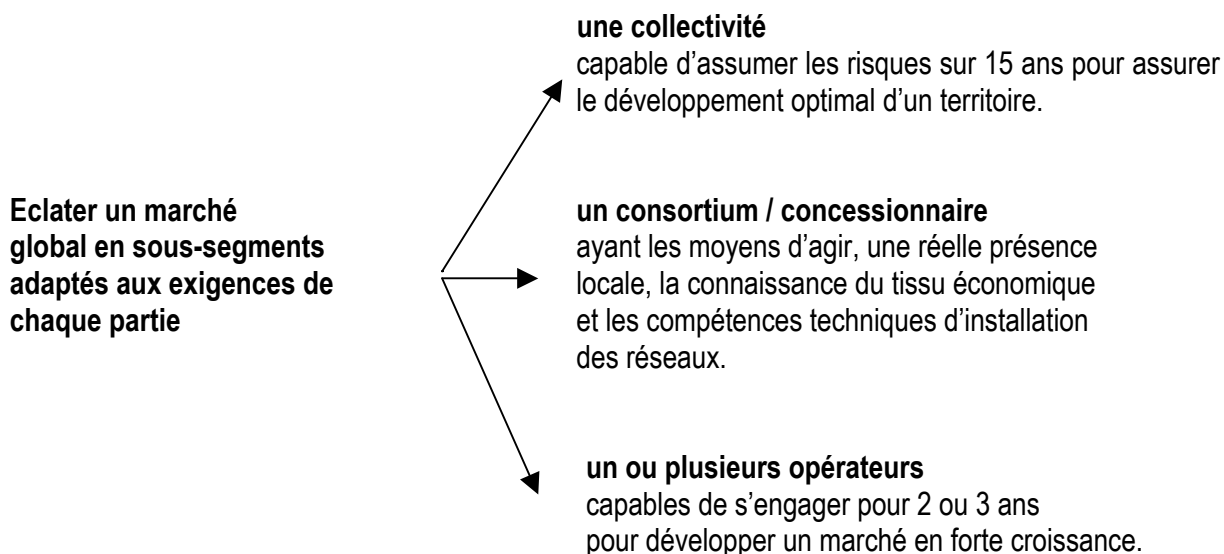 une collectivité
capable d’assumer les risques sur 15 ans pour assurer
le développement optimal d’un territoire.
Eclater un marché
global en sous-segments
adaptés aux exigences de
chaque partie
un consortium / concessionnaire
ayant les moyens d’agir, une réelle présence
locale, la connaissance du tissu économique
et les compétences techniques d’installation
des réseaux.
un ou plusieurs opérateurs
capables de s’engager pour 2 ou 3 ans
pour développer un marché en forte croissance.